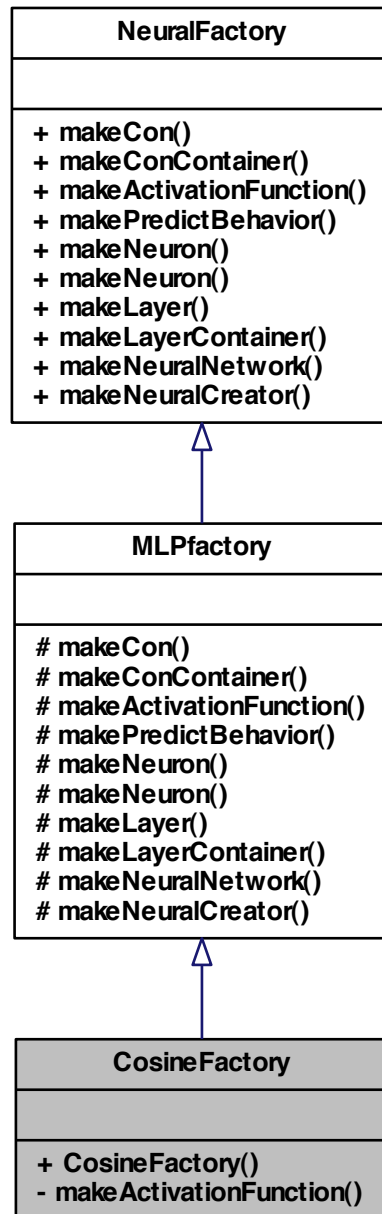 NeuralFactory
+ makeCon()
+ makeConContainer()
+ makeActivationFunction()
+ makePredictBehavior()
+ makeNeuron()
+ makeNeuron()
+ makeLayer()
+ makeLayerContainer()
+ makeNeuralNetwork()
+ makeNeuralCreator()
MLPfactory
# makeCon()
# makeConContainer()
# makeActivationFunction()
# makePredictBehavior()
# makeNeuron()
# makeNeuron()
# makeLayer()
# makeLayerContainer()
# makeNeuralNetwork()
# makeNeuralCreator()
CosineFactory
+ CosineFactory()
- makeActivationFunction()